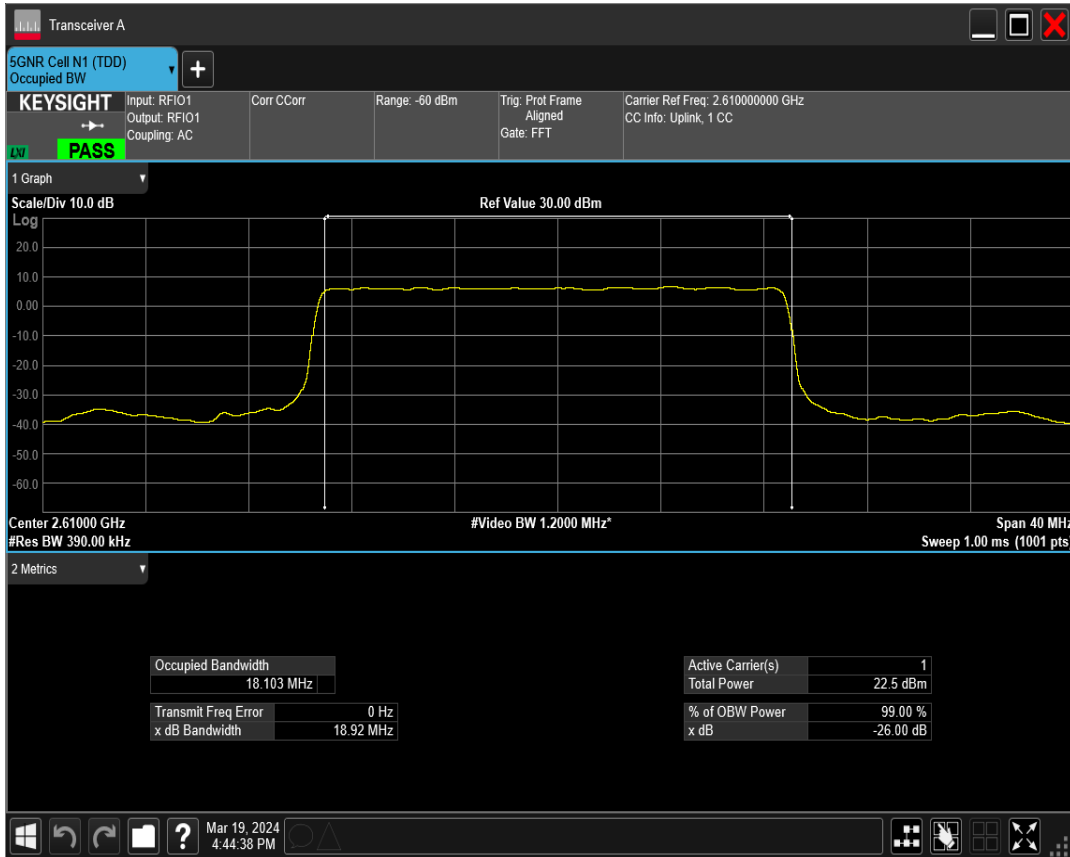 Transceiver A
5GNR Cell N1 (TDD)
Occupied BW
+
KEYSIGHT
LXI
PASS
Input: RFIO1
Output: RFIO1
Coupling: AC
Corr CCorr
Range: -60 dBm
Trig: Prot Frame
Aligned
Gate: FFT
Carrier Ref Freq: 2.610000000 GHz
CC Info: Uplink, 1 CC
1 Graph
Scale/Div 10.0 dB
Ref Value 30.00 dBm
Log
20.0
10.0
0.00
-10.0
-20.0
-30.0
-40.0
-50.0
-60.0
Center 2.61000 GHz
#Video BW 1.2000 MHz*
Span 40 MHz
#Res BW 390.00 kHz
Sweep 1.00 ms (1001 pts)
2 Metrics
Occupied Bandwidth
18.103 MHz
Transmit Freq Error 0 Hz
x dB Bandwidth 18.92 MHz
Active Carrier(s) 1
Total Power 22.5 dBm
% of OBW Power 99.00 %
x dB -26.00 dB
?
Mar 19, 2024
4:44:38 PM